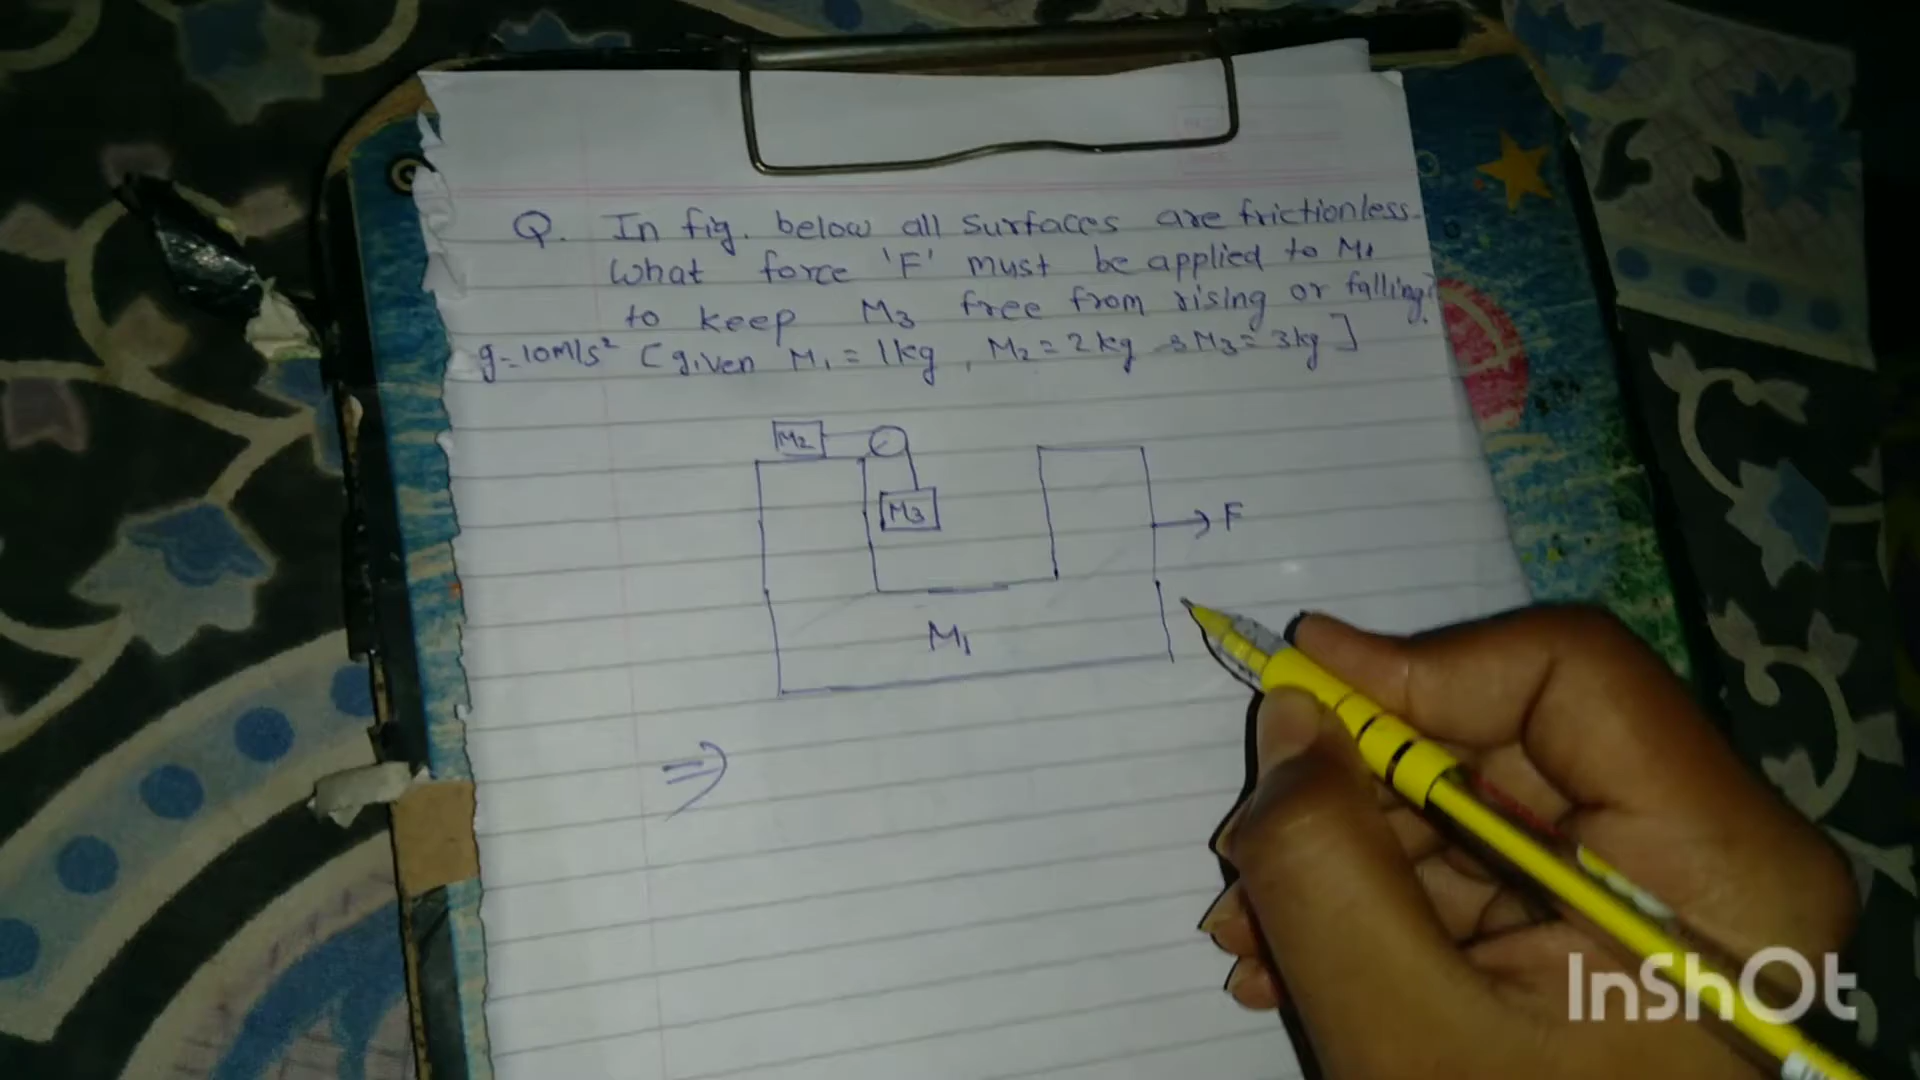 Q. In fig. below all surfaces are frictionless.
What force 'F' must be applied to M1
to keep M3 free from rising or falling?
g=10m/s² [given M1 = 1kg, M2 = 2kg & M3 = 3kg]
M2
M3
F
M1
⇒
InShOt